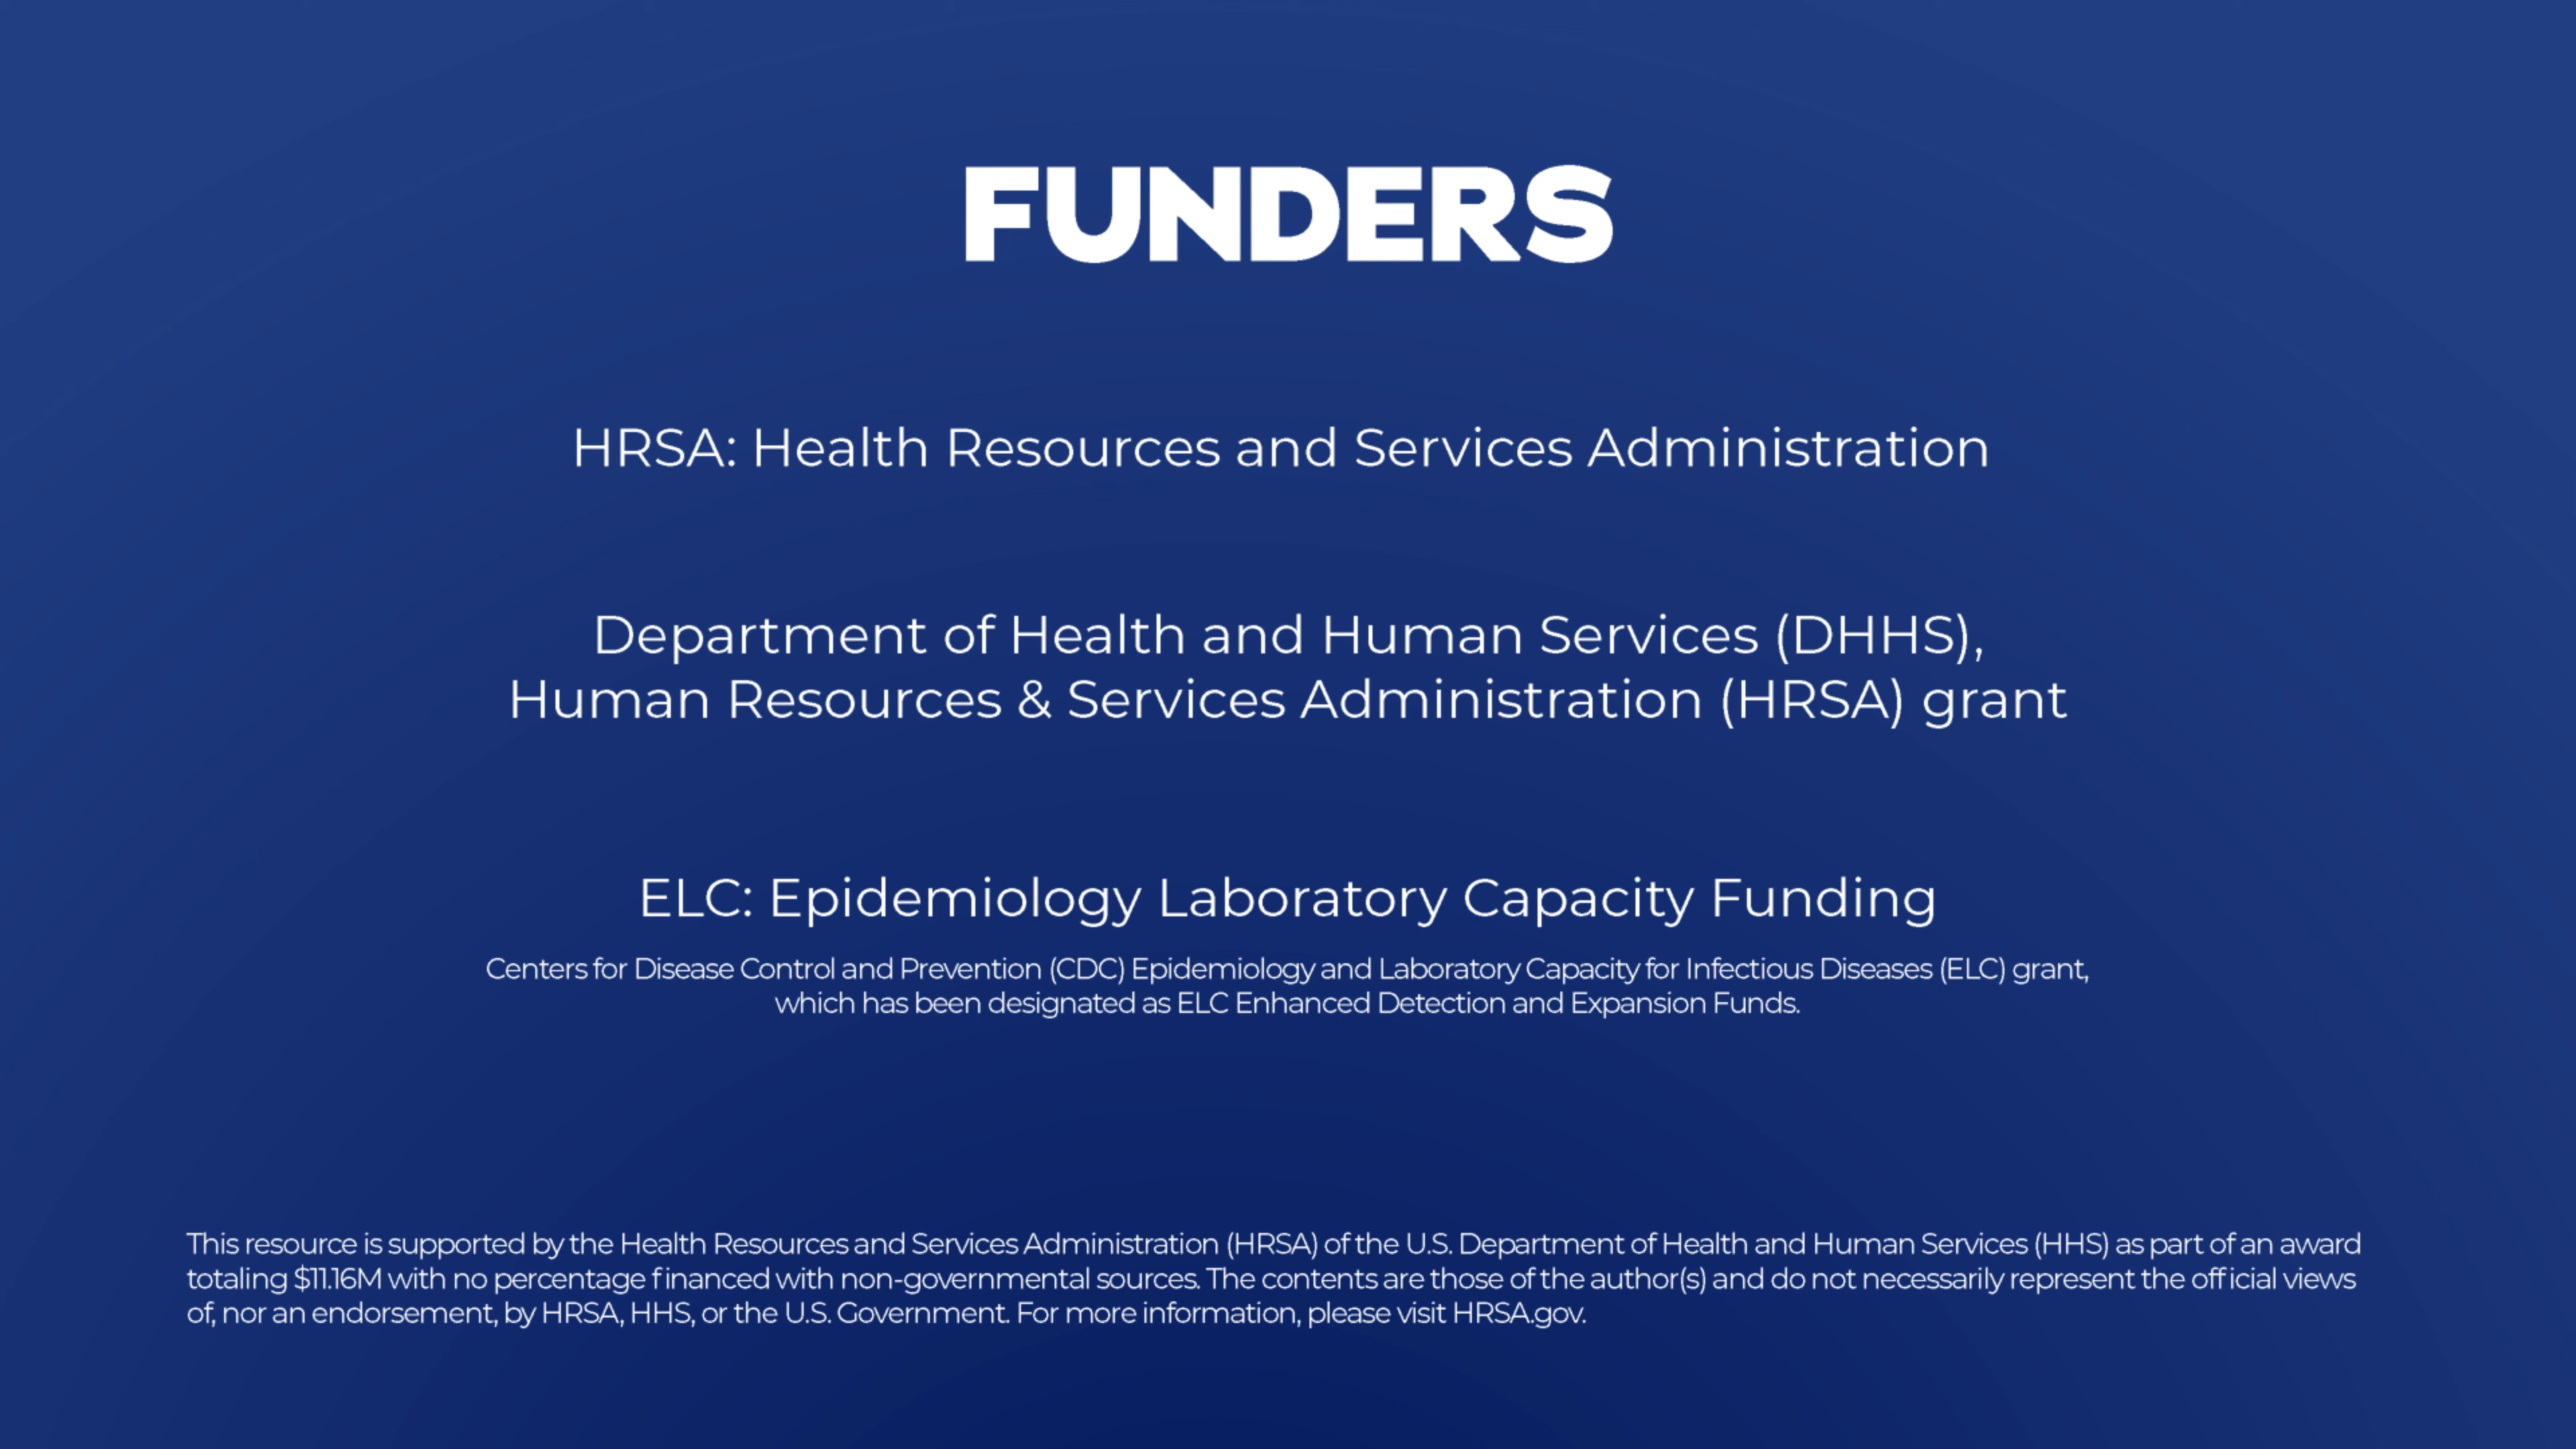 FUNDERS
HRSA: Health Resources and Services Administration
Department of Health and Human Services (DHHS),
Human Resources & Services Administration (HRSA) grant
ELC: Epidemiology Laboratory Capacity Funding
Centers for Disease Control and Prevention (CDC) Epidemiology and Laboratory Capacity for Infectious Diseases (ELC) grant,
which has been designated as ELC Enhanced Detection and Expansion Funds.
This resource is supported by the Health Resources and Services Administration (HRSA) of the U.S. Department of Health and Human Services (HHS) as part of an award
totaling $11.16M with no percentage financed with non-governmental sources. The contents are those of the author(s) and do not necessarily represent the official views
of, nor an endorsement, by HRSA, HHS, or the U.S. Government. For more information, please visit HRSA.gov.